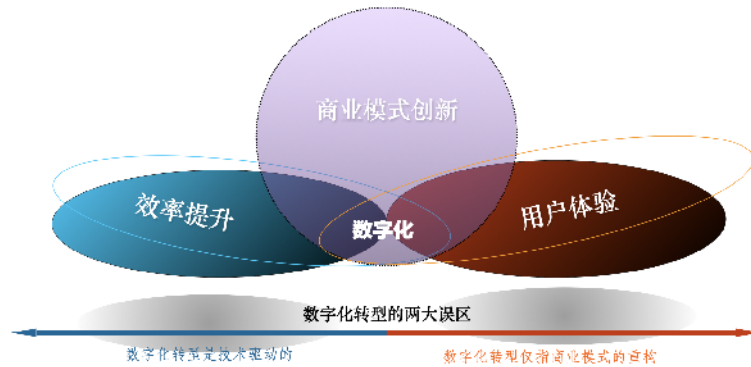 商业模式创新
效率提升
用户体验
数字化
数字化转型的两大误区
数字化转型是技术驱动的
数字化转型仅指商业模式的重构